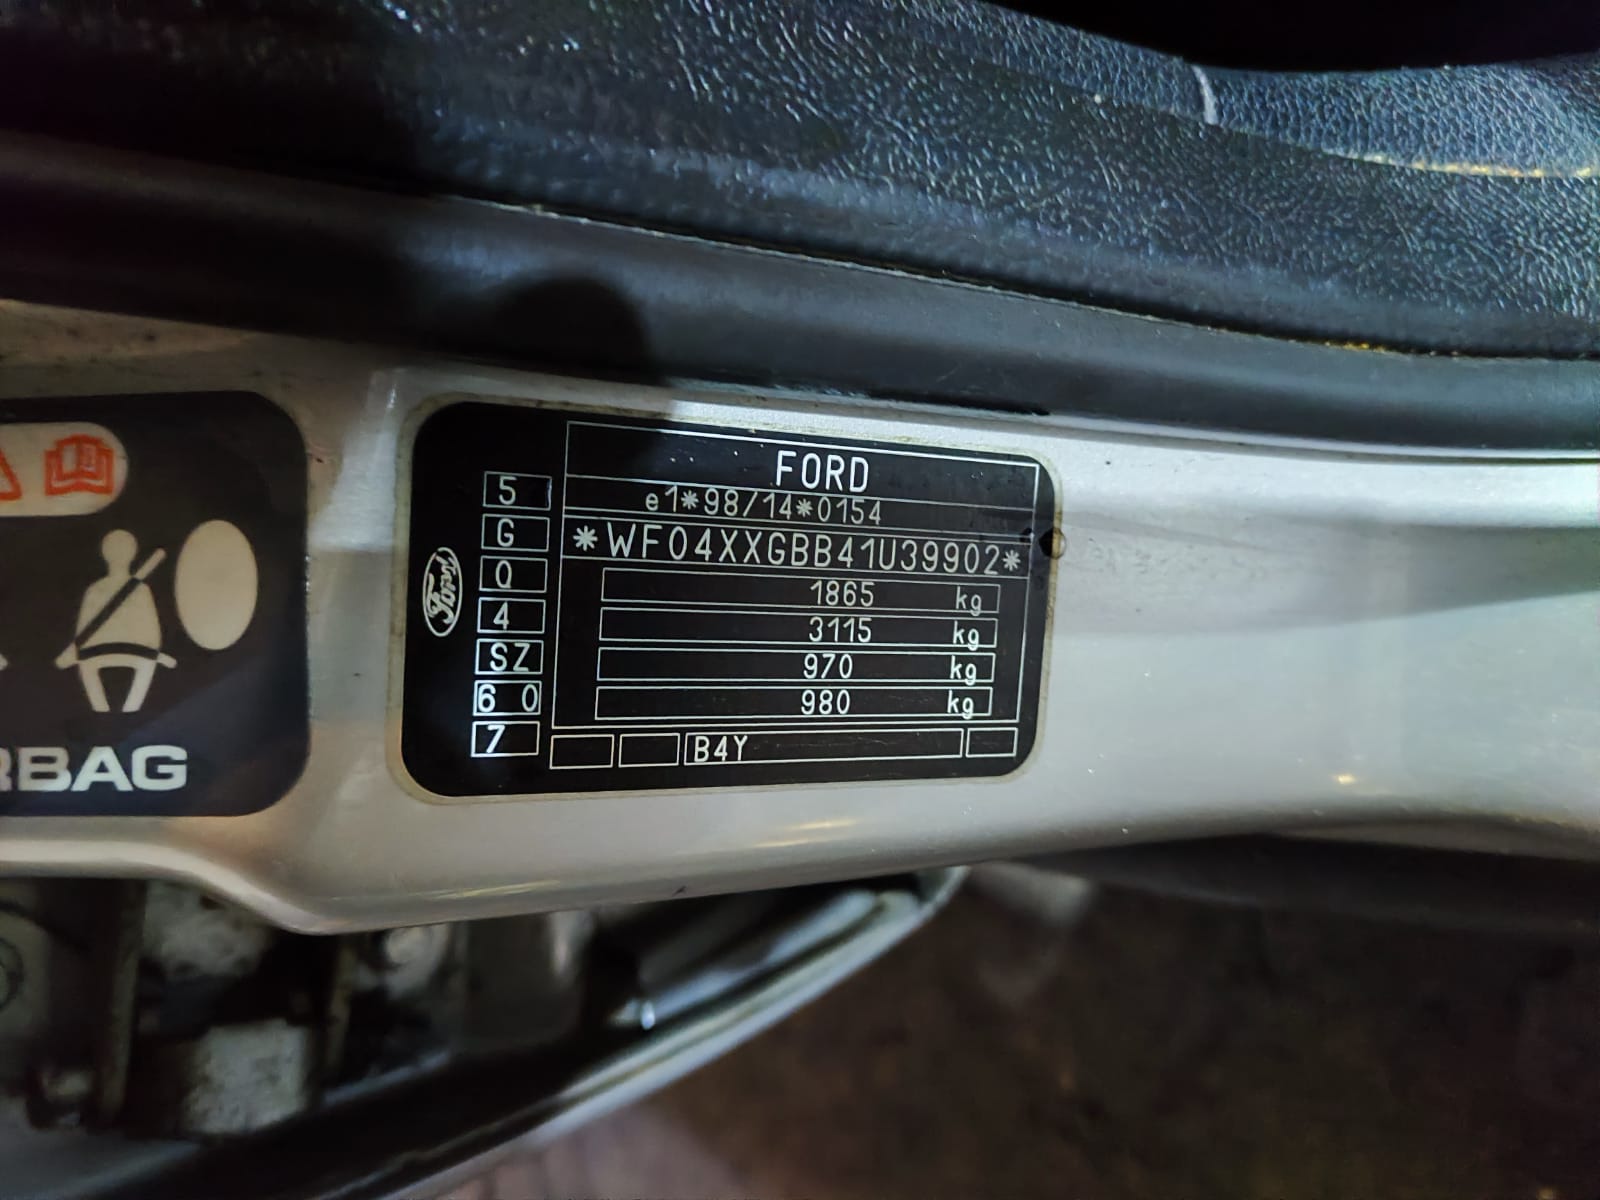 RBAG
Ford
5
G
Q
4
SZ
6 0
7
FORD
e1*98/14*0154
*WF04XXGBB41U39902*
1865 kg
3115 kg
970 kg
980 kg
B4Y